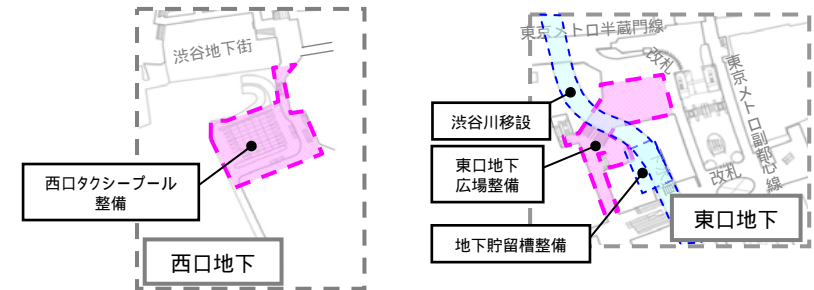 渋谷地下街
西口タクシープール
整備
西口地下
東京メトロ半蔵門線
改札
東京メトロ副都心線
渋谷川移設
東口地下
広場整備
改札
地下貯留槽整備
東口地下